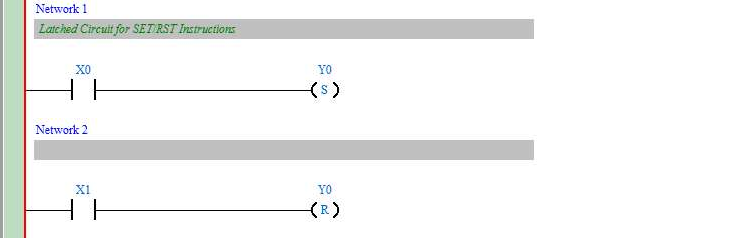 Network 1
Latched Circuit for SET/RST Instructions
X0 Y0
S
Network 2
X1 Y0
R